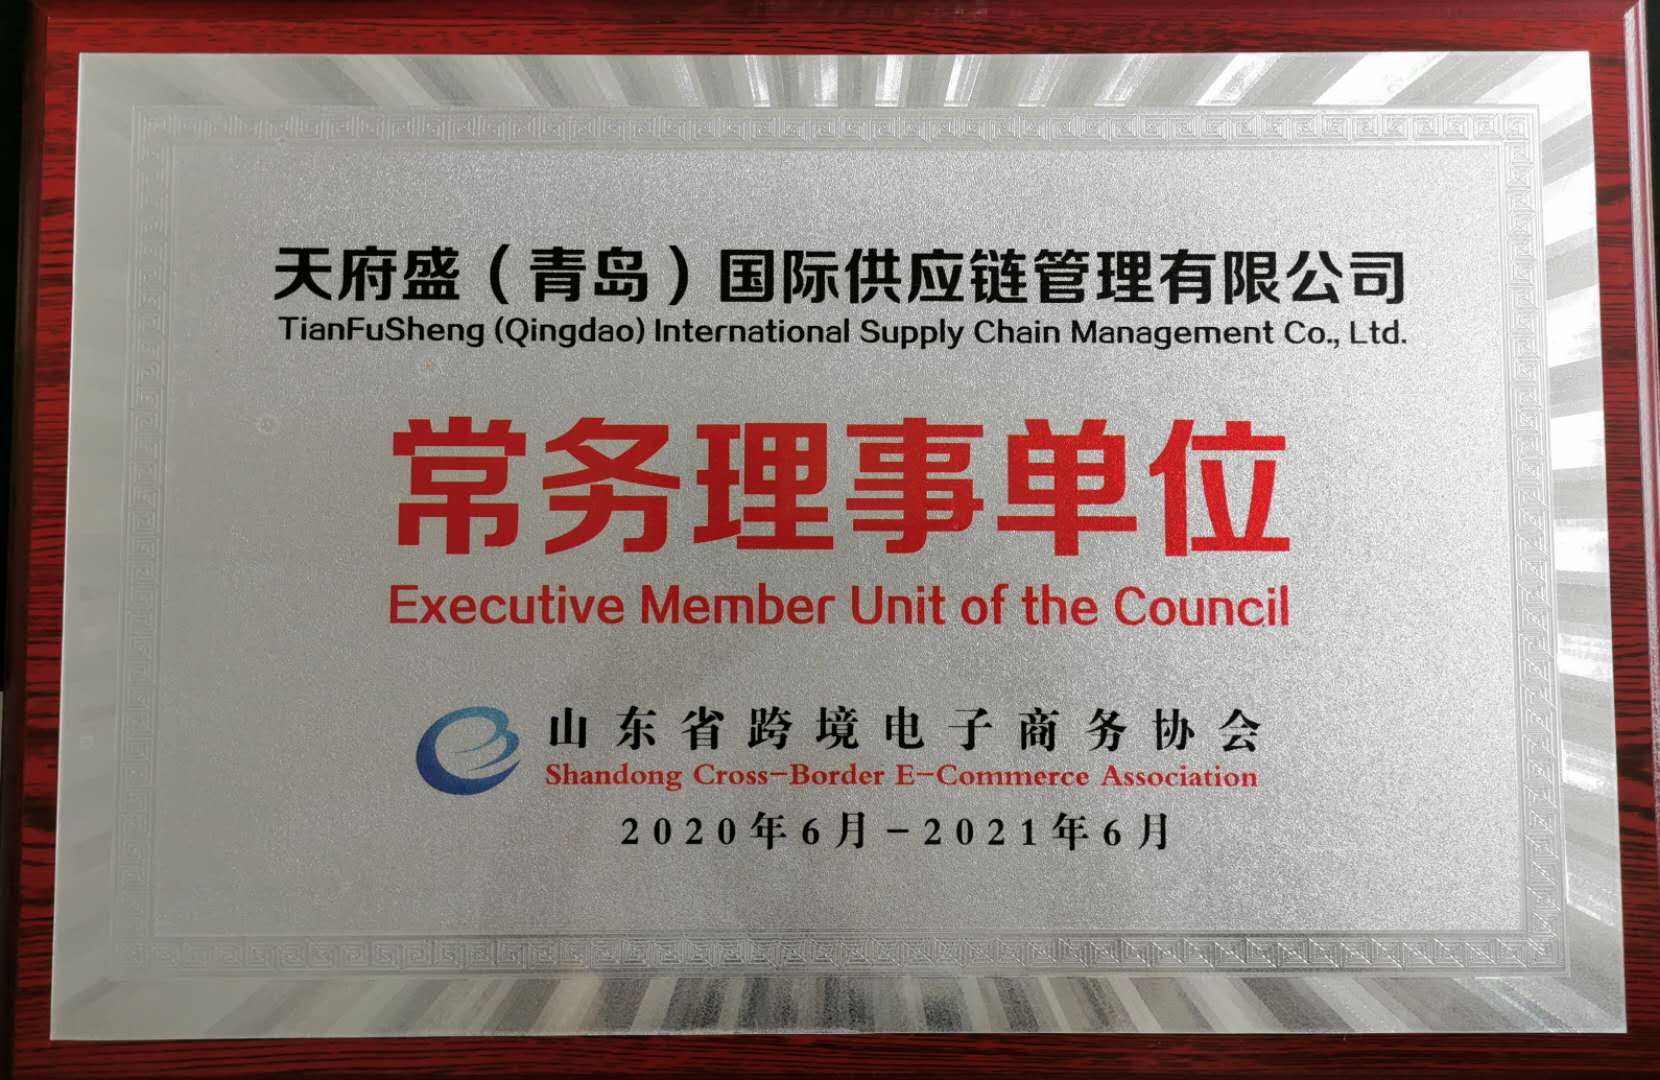 天府盛（青岛）国际供应链管理有限公司
TianFuSheng (Qingdao) International Supply Chain Management Co., Ltd.
常务理事单位
Executive Member Unit of the Council
山东省跨境电子商务协会
Shandong Cross-Border E-Commerce Association
2020年6月-2021年6月